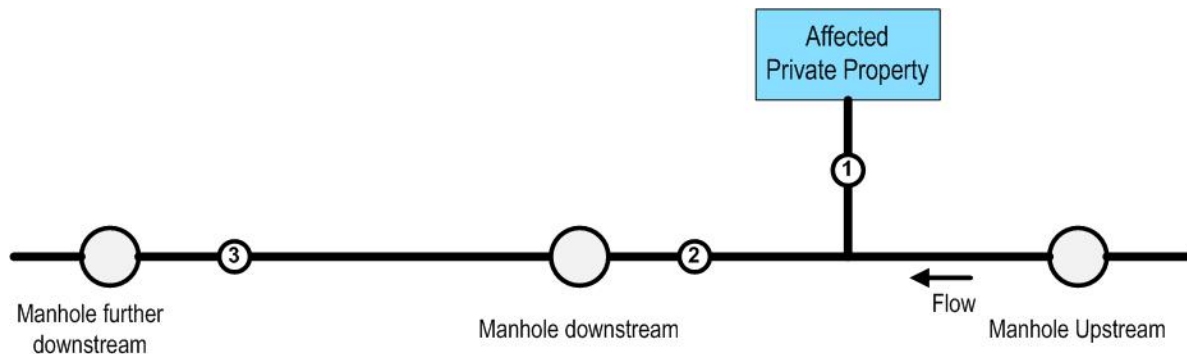 Affected
Private Property
1
3
2
Flow
Manhole further
downstream
Manhole downstream
Manhole Upstream